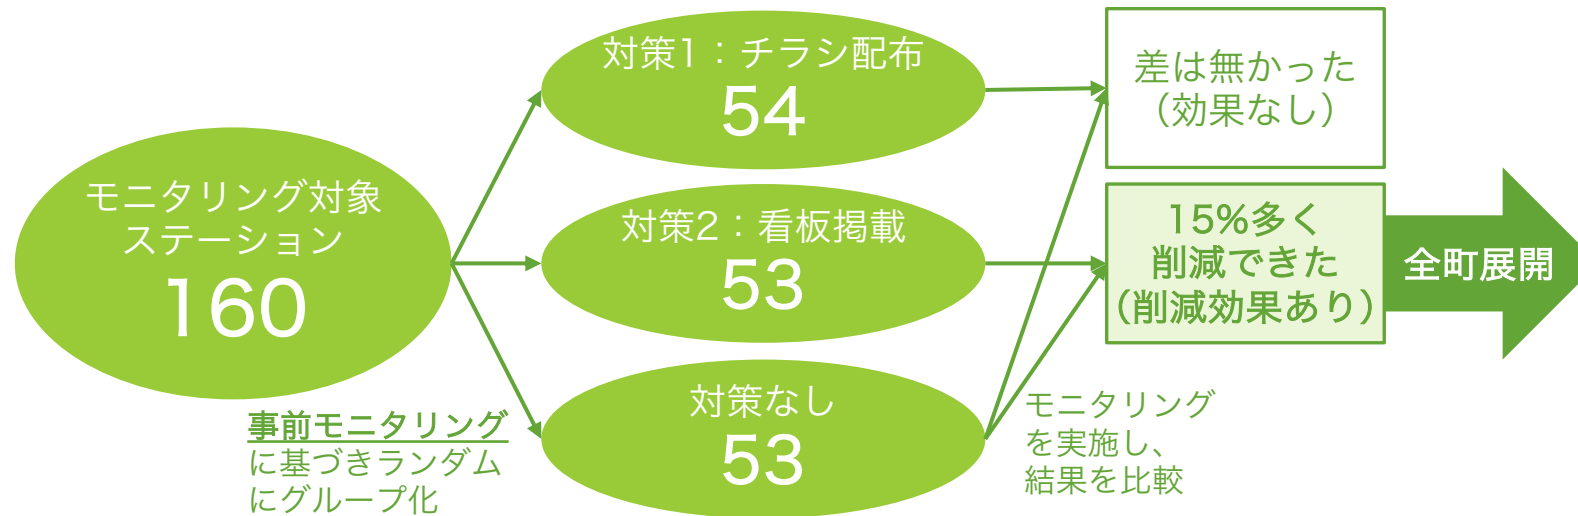 モニタリング対象
ステーション
160
事前モニタリング
に基づきランダム
にグループ化
対策1：チラシ配布
54
対策2：看板掲載
53
対策なし
53
差は無かった
（効果なし）
15%多く
削減できた
（削減効果あり）
モニタリング
を実施し、
結果を比較
全町展開